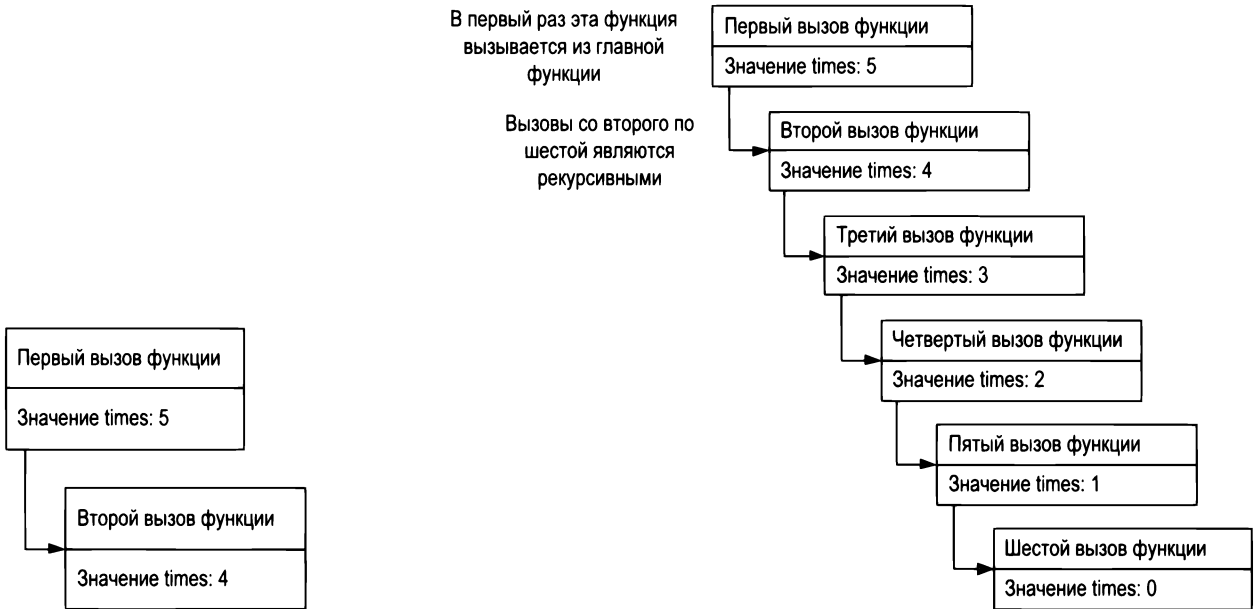 В первый раз эта функция
вызывается из главной
функции
Первый вызов функции
Значение times: 5
Вызовы со второго по
шестой являются
рекурсивными
Второй вызов функции
Значение times: 4
Третий вызов функции
Значение times: 3
Четвертый вызов функции
Значение times: 2
Пятый вызов функции
Значение times: 1
Шестой вызов функции
Значение times: 0
Первый вызов функции
Значение times: 5
Второй вызов функции
Значение times: 4